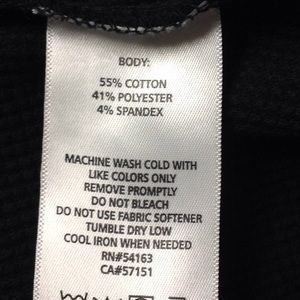 BODY:
55% COTTON
41% POLYESTER
4% SPANDEX
MACHINE WASH COLD WITH
LIKE COLORS ONLY
REMOVE PROMPTLY
DO NOT BLEACH
DO NOT USE FABRIC SOFTENER
TUMBLE DRY LOW
COOL IRON WHEN NEEDED
RN#54163
CA#57151